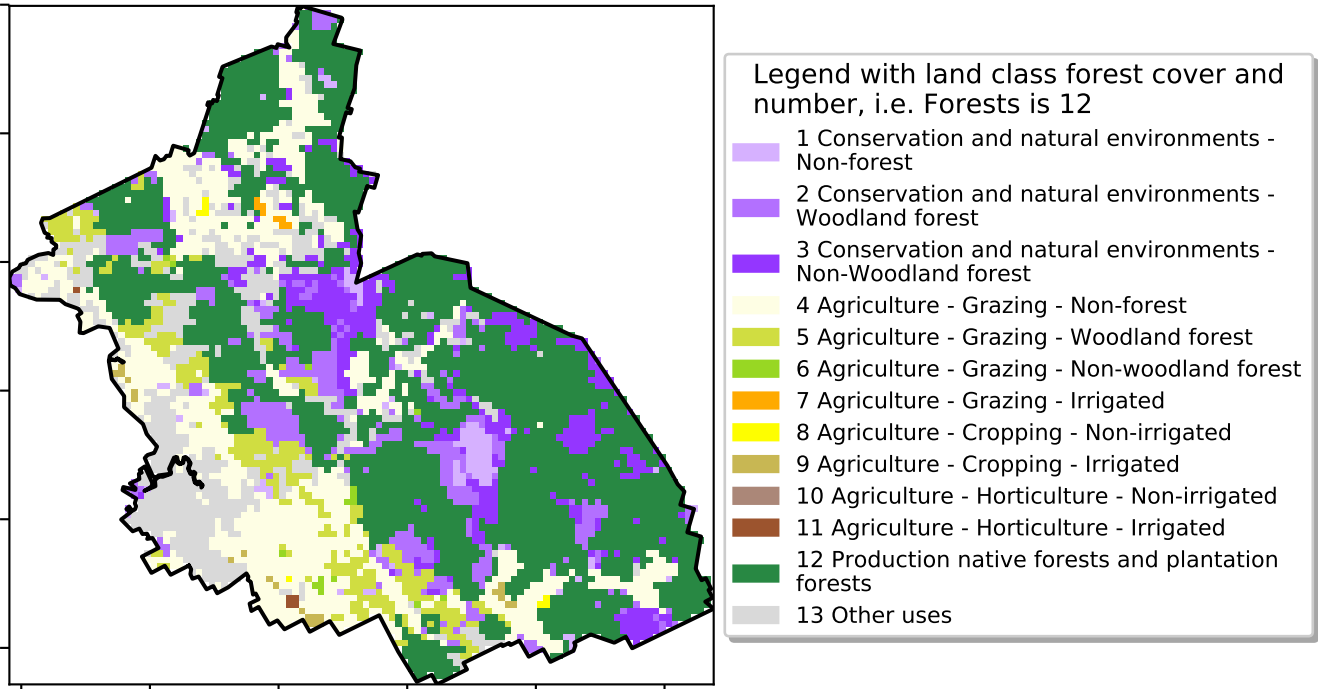 Legend with land class forest cover and
number, i.e. Forests is 12
1 Conservation and natural environments -
Non-forest
2 Conservation and natural environments -
Woodland forest
3 Conservation and natural environments -
Non-Woodland forest
4 Agriculture - Grazing - Non-forest
5 Agriculture - Grazing - Woodland forest
6 Agriculture - Grazing - Non-woodland forest
7 Agriculture - Grazing - Irrigated
8 Agriculture - Cropping - Non-irrigated
9 Agriculture - Cropping - Irrigated
10 Agriculture - Horticulture - Non-irrigated
11 Agriculture - Horticulture - Irrigated
12 Production native forests and plantation
forests
13 Other uses